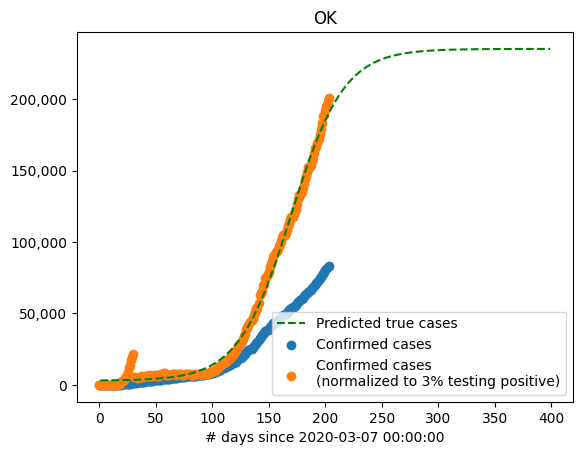 OK
200,000
150,000
100,000
50,000
0
Predicted true cases
Confirmed cases
Confirmed cases
(normalized to 3% testing positive)
0 50 100 150 200 250 300 350 400
# days since 2020-03-07 00:00:00